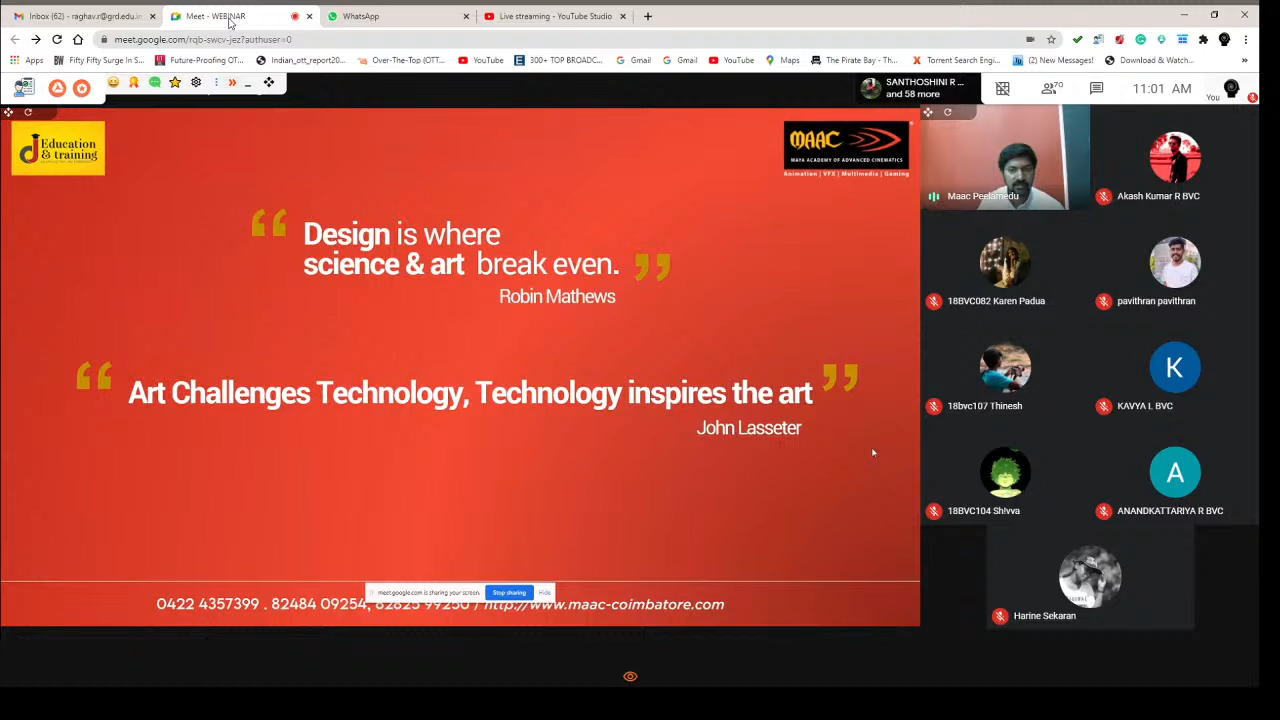 Inbox (62) - raghav.r@grd.edu.in
Meet - WEBINAR
WhatsApp
Live streaming - YouTube Studio
meet.google.com/rqb-swcv-jez?authuser=0
Apps
Fifty Fifty Surge In S...
Future-Proofing OT...
Indian_ott_report20...
Over-The-Top (OTT...
YouTube
300+ TOP BROADC...
Gmail
Gmail
YouTube
Maps
The Pirate Bay - Th...
Torrent Search Engi...
(2) New Messages!
Download & Watch...
SANTHOSHINI R ...
and 58 more
70
11:01 AM
You
Education
& training
MAAC
MAYA ACADEMY OF ADVANCED CINEMATICS
Animation | VFX | Multimedia | Gaming
“ Design is where
science & art break even. ”
Robin Mathews
“ Art Challenges Technology, Technology inspires the art ”
John Lasseter
meet.google.com is sharing your screen.
Stop sharing
Hide
0422 4357399 . 82484 09254, 82825 99250 / http://www.maac-coimbatore.com
Maac Peelamedu
Akash Kumar R BVC
18BVC082 Karen Padua
pavithran pavithran
18bvc107 Thinesh
K
KAVYA L BVC
18BVC104 Sh!vva
A
ANANDKATTARIYA R BVC
Harine Sekaran